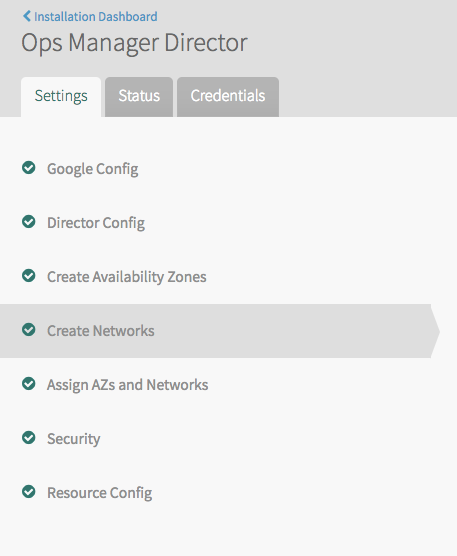 Installation Dashboard
Ops Manager Director
Settings Status Credentials
Google Config
Director Config
Create Availability Zones
Create Networks
Assign AZs and Networks
Security
Resource Config